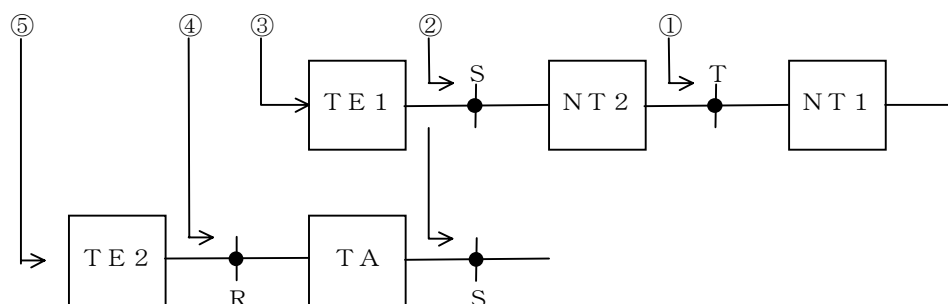 ⑤ ④ ③ ② ①
S T
TE1 NT2 NT1
TE2 TA
R S